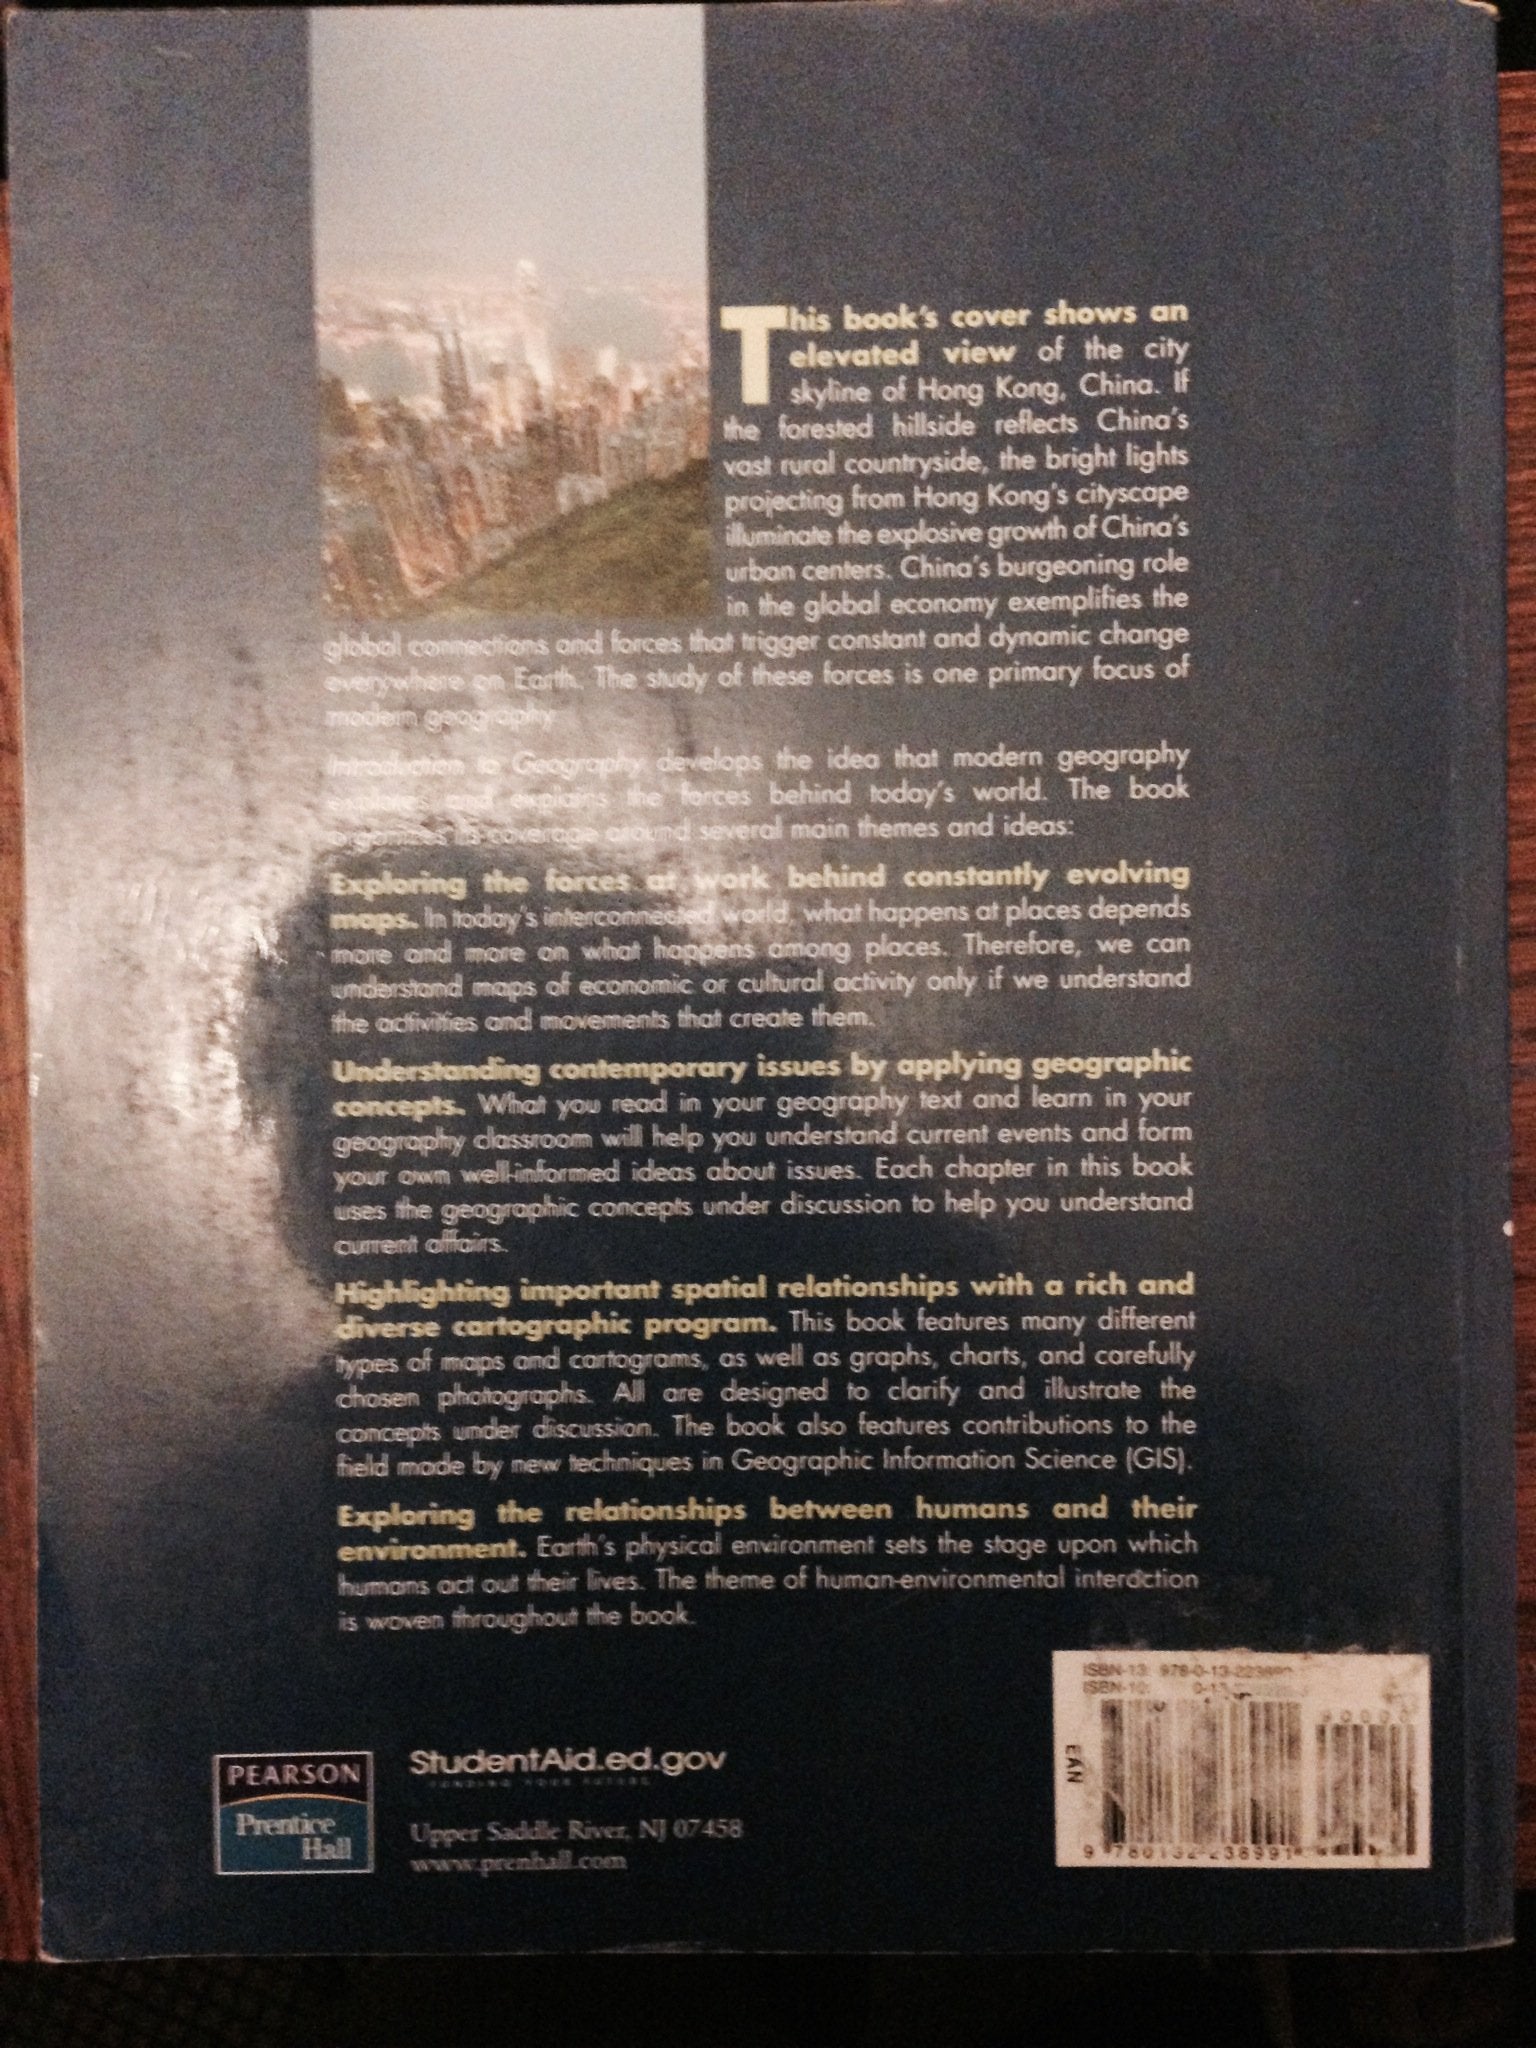 This book's cover shows an
elevated view of the city
skyline of Hong Kong, China. If
the forested hillside reflects China's
vast rural countryside, the bright lights
projecting from Hong Kong's cityscape
illuminate the explosive growth of China's
urban centers. China's burgeoning role
in the global economy exemplifies the
global connections and forces that trigger constant and dynamic change
everywhere on Earth. The study of these forces is one primary focus of
modern geography.
Introduction to Geography develops the idea that modern geography
explores and explains the forces behind today's world. The book
organizes its coverage around several main themes and ideas:
Exploring the forces at work behind constantly evolving
maps. In today's interconnected world, what happens at places depends
more and more on what happens among places. Therefore, we can
understand maps of economic or cultural activity only if we understand
the activities and movements that create them.
Understanding contemporary issues by applying geographic
concepts. What you read in your geography text and learn in your
geography classroom will help you understand current events and form
your own well-informed ideas about issues. Each chapter in this book
uses the geographic concepts under discussion to help you understand
current affairs.
Highlighting important spatial relationships with a rich and
diverse cartographic program. This book features many different
types of maps and cartograms, as well as graphs, charts, and carefully
chosen photographs. All are designed to clarify and illustrate the
concepts under discussion. The book also features contributions to the
field made by new techniques in Geographic Information Science (GIS).
Exploring the relationships between humans and their
environment. Earth's physical environment sets the stage upon which
humans act out their lives. The theme of human-environmental interaction
is woven throughout the book.
ISBN-13: 978-0-13-223899
ISBN-10: 0-13
90000
EAN
9 780132 238991
PEARSON
Prentice
Hall
StudentAid.ed.gov
FUNDING YOUR FUTURE
Upper Saddle River, NJ 07458
www.prenhall.com